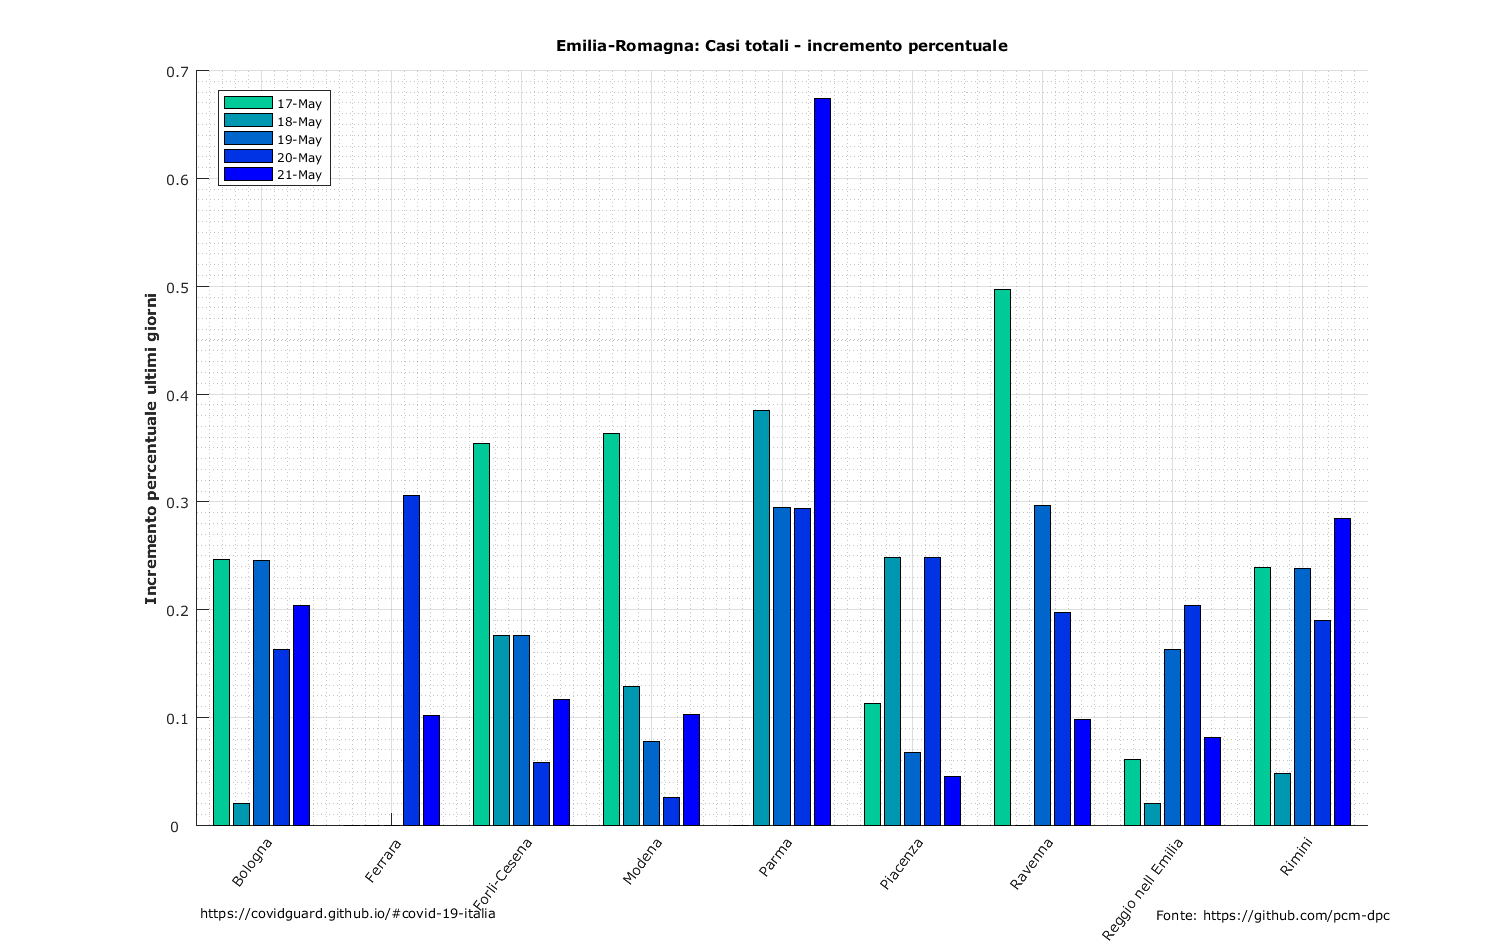 Emilia-Romagna: Casi totali - incremento percentuale
0.7
0.6
0.5
0.4
0.3
0.2
0.1
0
Incremento percentuale ultimi giorni
17-May
18-May
19-May
20-May
21-May
Bologna
Ferrara
Forlì-Cesena
Modena
Parma
Piacenza
Ravenna
Reggio nell Emilia
Rimini
https://covidguard.github.io/#covid-19-italia
Fonte: https://github.com/pcm-dpc